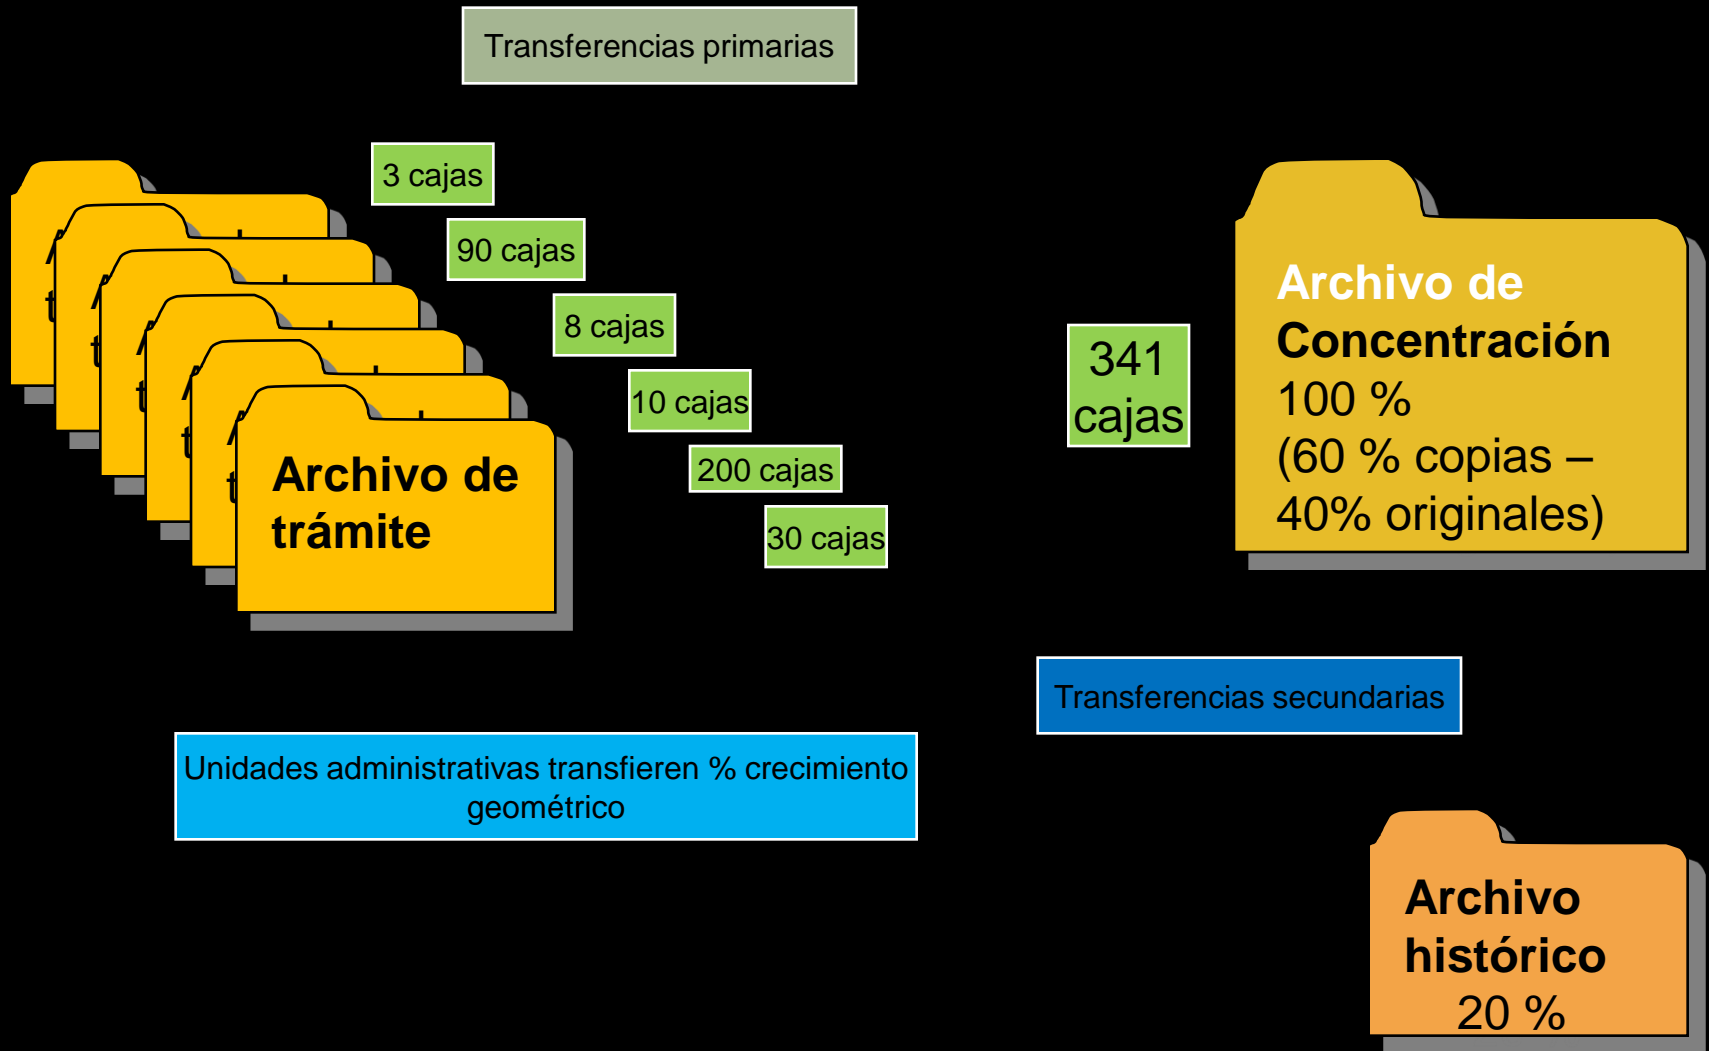 Transferencias primarias
3 cajas
90 cajas
8 cajas
10 cajas
200 cajas
30 cajas
Archivo de
trámite
341
cajas
Archivo de
Concentración
100 %
(60 % copias –
40% originales)
Transferencias secundarias
Unidades administrativas transfieren % crecimiento
geométrico
Archivo
histórico
20 %